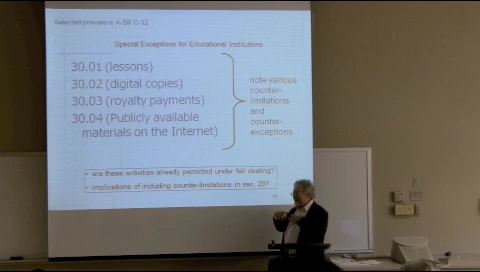 Selected provisions in Bill C-32
Special Exceptions for Educational Institutions
30.01 (lessons)
30.02 (digital copies)
30.03 (royalty payments)
30.04 (Publicly available
materials on the Internet)
note various
counter-
limitations
and
counter-
exceptions
• are these activities already permitted under fair dealing?
• implications of including counter-limitations in sec. 29?